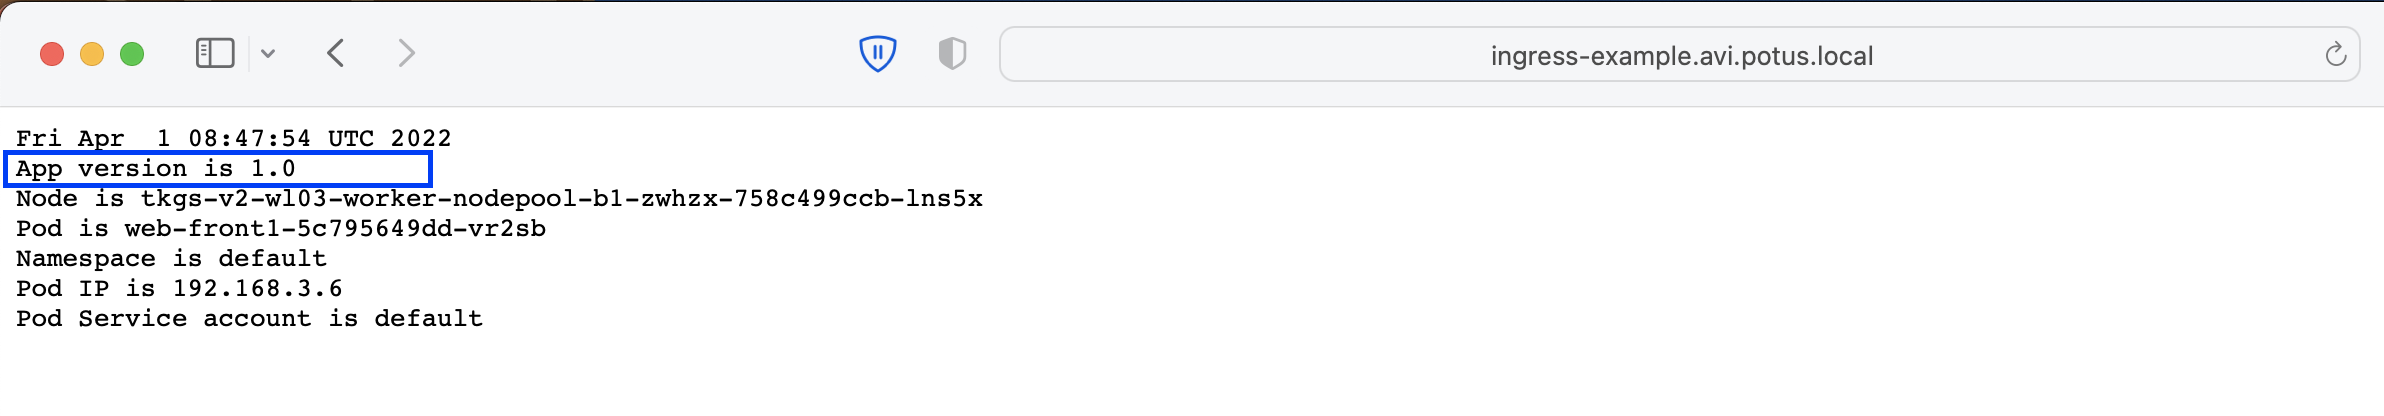 ingress-example.avi.potus.local
Fri Apr  1 08:47:54 UTC 2022
App version is 1.0
Node is tkgs-v2-wl03-worker-nodepool-b1-zwhzx-758c499ccb-lns5x
Pod is web-front1-5c795649dd-vr2sb
Namespace is default
Pod IP is 192.168.3.6
Pod Service account is default